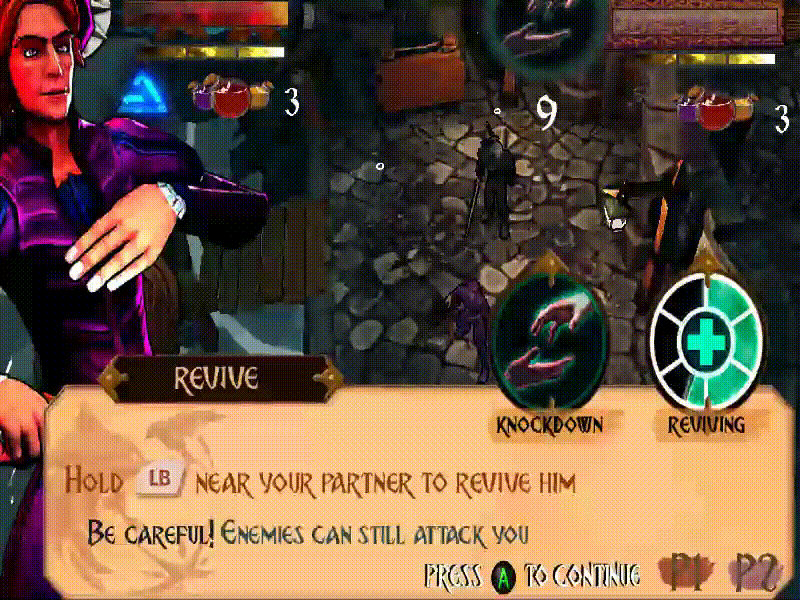 3
9
3
KNOCKDOWN
REVIVING
REVIVE
HOLD LB NEAR YOUR PARTNER TO REVIVE HIM
BE CAREFUL! ENEMIES CAN STILL ATTACK YOU
PRESS A TO CONTINUE P1 P2